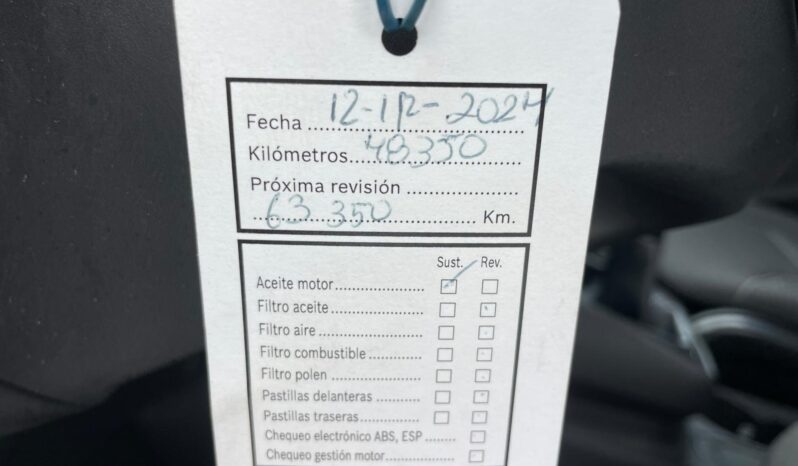 Fecha 12-12-2024
Kilómetros 48350
Próxima revisión
63 350 Km.
Sust. Rev.
Aceite motor
Filtro aceite
Filtro aire
Filtro combustible
Filtro polen
Pastillas delanteras
Pastillas traseras
Chequeo electrónico ABS, ESP
Chequeo gestión motor